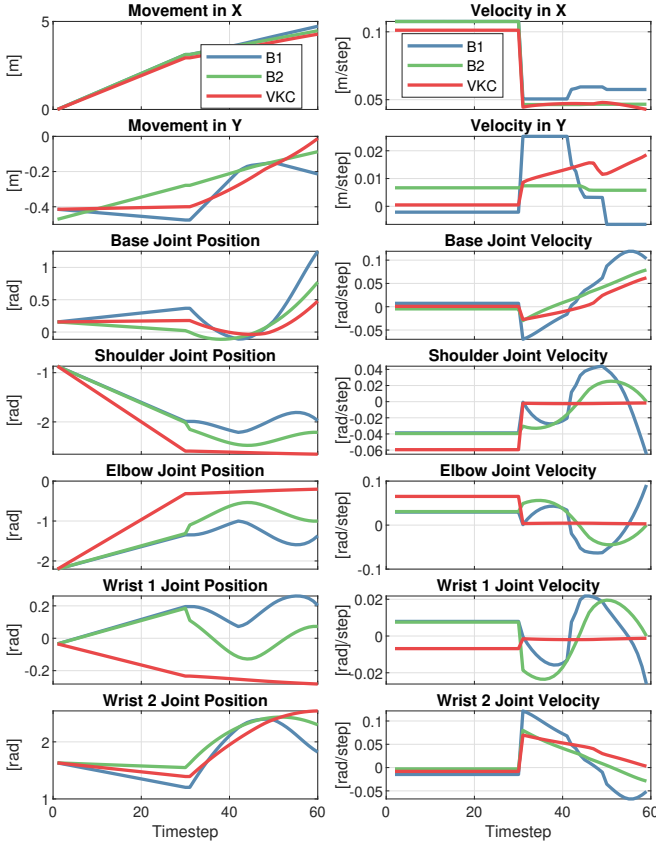 Movement in X
Velocity in X
5
0
[m]
B1
B2
VKC
0.1
0.05
[m/step]
B1
B2
VKC
Movement in Y
Velocity in Y
0
-0.2
-0.4
[m]
0.02
0.01
0
[m/step]
Base Joint Position
Base Joint Velocity
1
0.5
0
[rad]
0.1
0.05
0
-0.05
[rad/step]
Shoulder Joint Position
Shoulder Joint Velocity
-1
-2
[rad]
0.04
0.02
0
-0.02
-0.04
-0.06
[rad/step]
Elbow Joint Position
Elbow Joint Velocity
0
-1
-2
[rad]
0.1
0
-0.1
[rad/step]
Wrist 1 Joint Position
Wrist 1 Joint Velocity
0.2
0
-0.2
[rad]
0.02
0
-0.02
[rad]/step]
Wrist 2 Joint Position
Wrist 2 Joint Velocity
2
1
[rad]
0.1
0.05
0
-0.05
[rad/step]
0 20 40 60
0 20 40 60
Timestep
Timestep